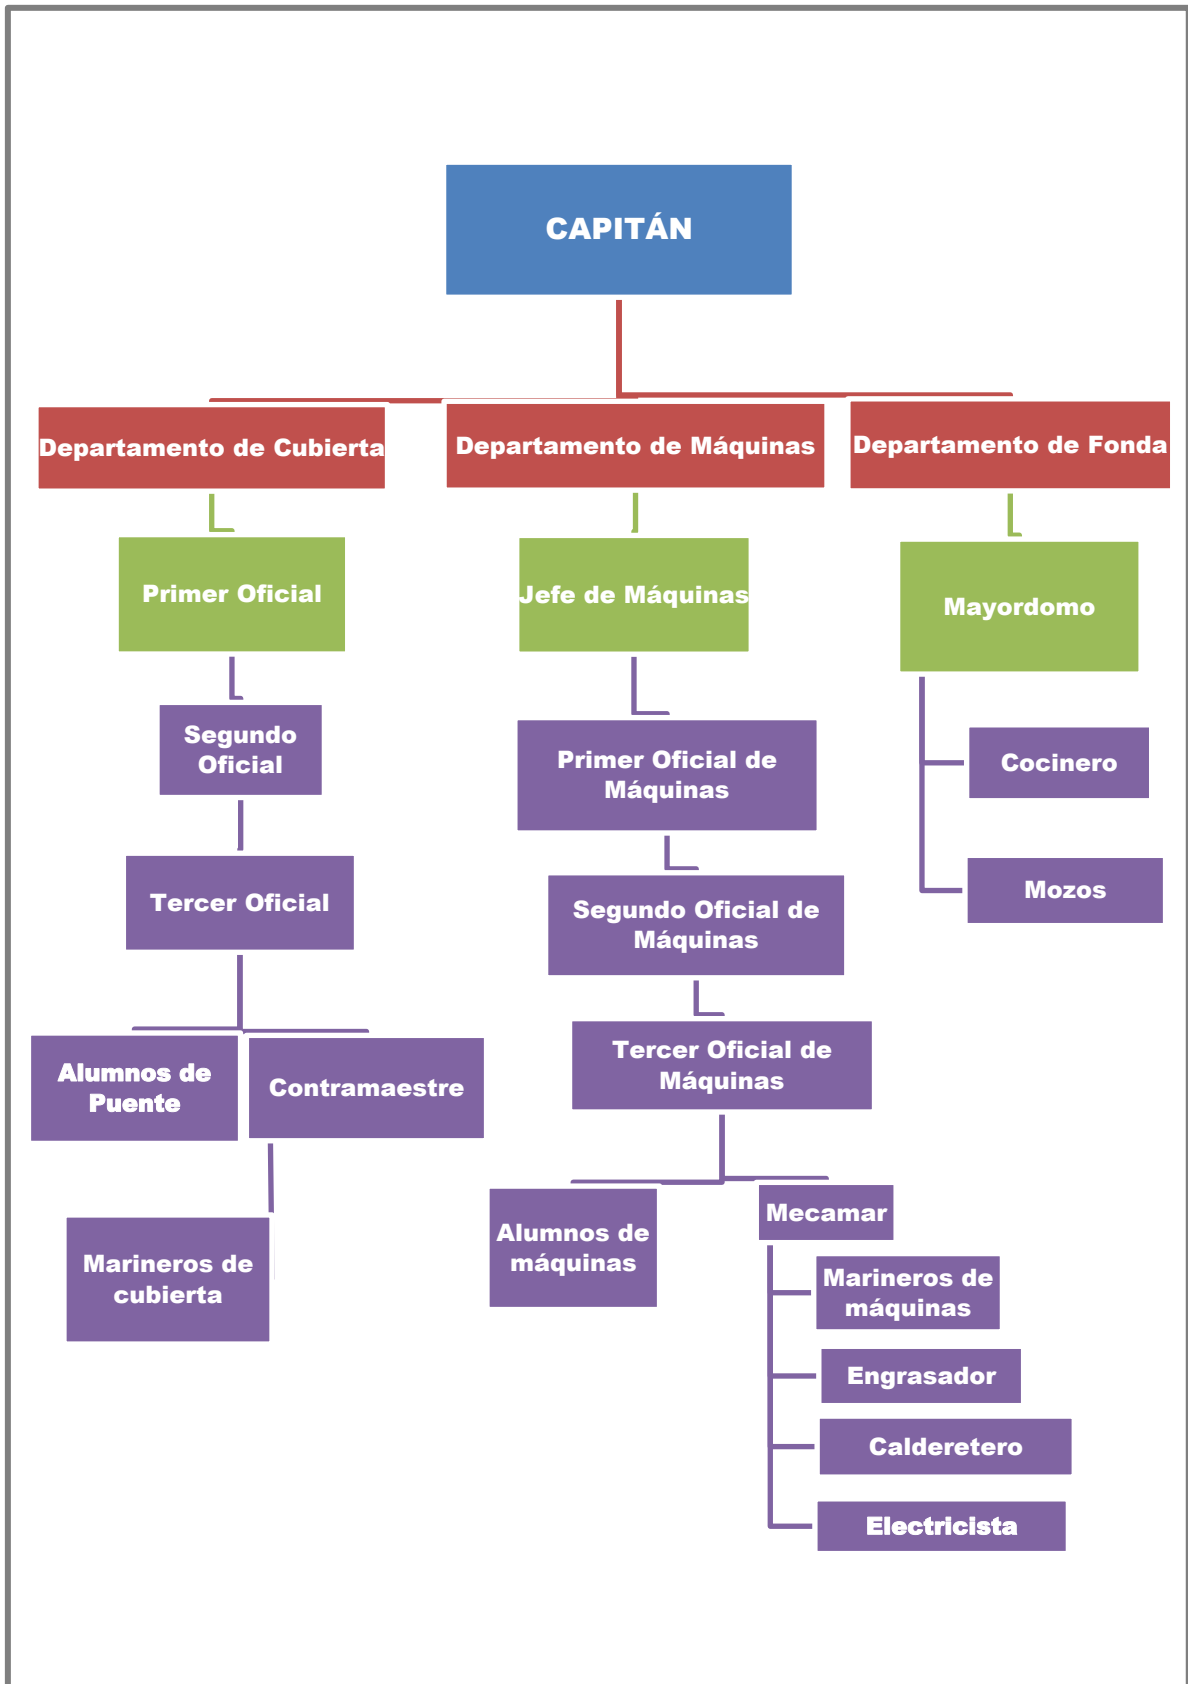 CAPITÁN
Departamento de Cubierta
Departamento de Máquinas
Departamento de Fonda
Primer Oficial
Jefe de Máquinas
Mayordomo
Segundo
Oficial
Primer Oficial de
Máquinas
Cocinero
Tercer Oficial
Segundo Oficial de
Máquinas
Mozos
Alumnos de
Puente
Contramaestre
Tercer Oficial de
Máquinas
Marineros de
cubierta
Alumnos de
máquinas
Mecamar
Marineros de
máquinas
Engrasador
Calderetero
Electricista